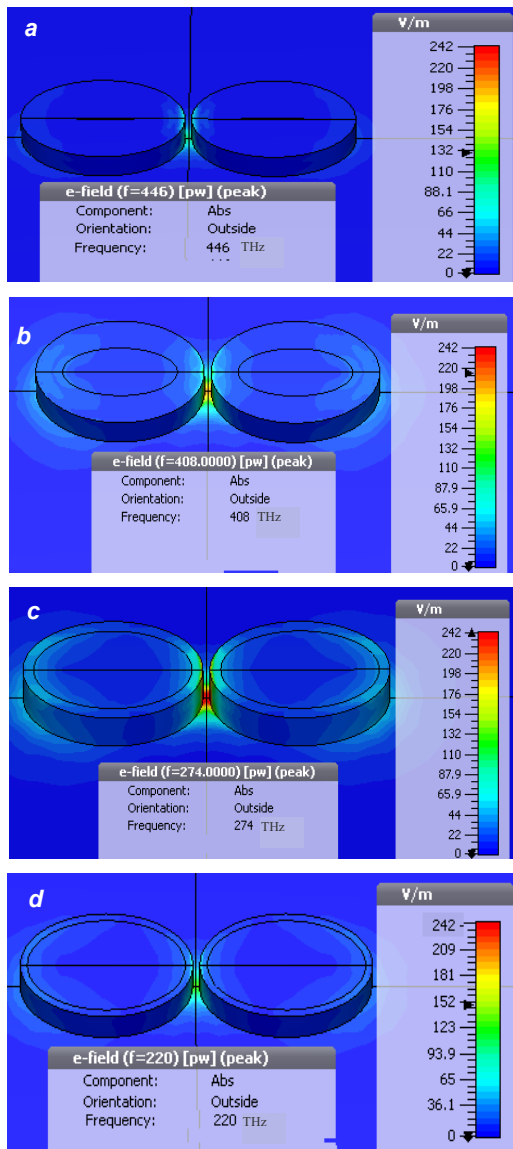 a
V/m
242
220
198
176
154
132
110
88.1
66
44
22
0
e-field (f=446) [pw] (peak)
Component: Abs
Orientation: Outside
Frequency: 446 THz
b
V/m
242
220
198
176
154
132
110
87.9
65.9
44
22
0
e-field (f=408.0000) [pw] (peak)
Component: Abs
Orientation: Outside
Frequency: 408 THz
c
V/m
242
220
198
176
154
132
110
87.9
65.9
44
22
0
e-field (f=274.0000) [pw] (peak)
Component: Abs
Orientation: Outside
Frequency: 274 THz
d
V/m
242
209
181
152
123
93.9
65
36.1
0
e-field (f=220) [pw] (peak)
Component: Abs
Orientation: Outside
Frequency: 220 THz